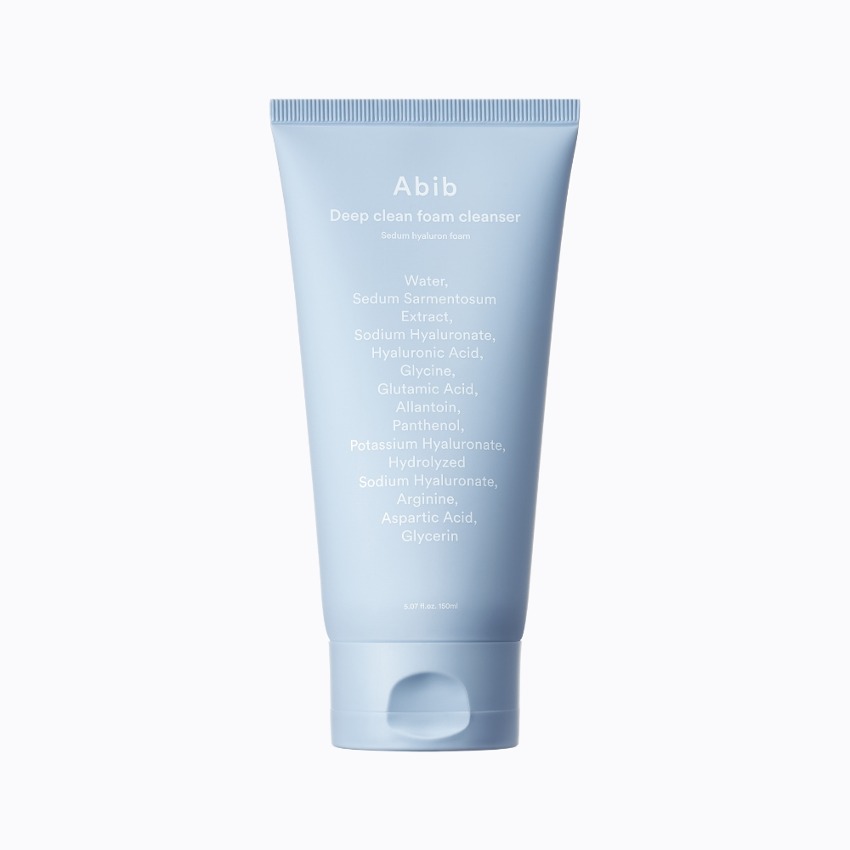 Abib
Deep clean foam cleanser
Sedum hyaluron foam
Water,
Sedum Sarmentosum
Extract,
Sodium Hyaluronate,
Hyaluronic Acid,
Glycine,
Glutamic Acid,
Allantoin,
Panthenol,
Potassium Hyaluronate,
Hydrolyzed
Sodium Hyaluronate,
Arginine,
Aspartic Acid,
Glycerin
5.07 fl.oz. 150ml